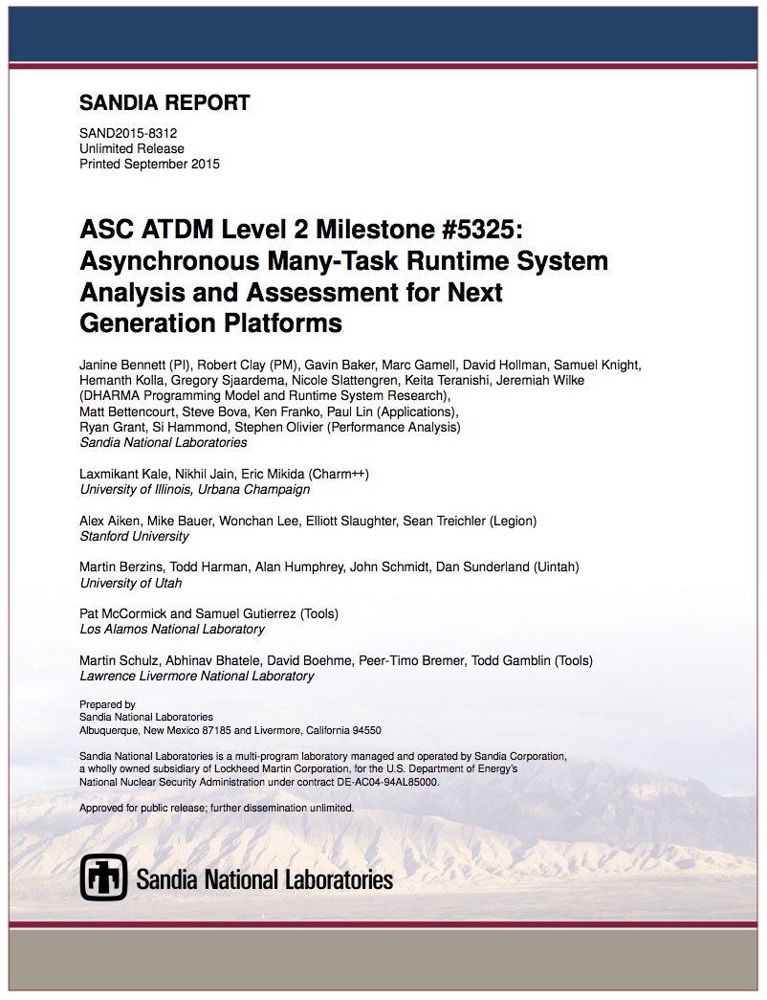 SANDIA REPORT
SAND2015-8312
Unlimited Release
Printed September 2015
ASC ATDM Level 2 Milestone #5325:
Asynchronous Many-Task Runtime System
Analysis and Assessment for Next
Generation Platforms
Janine Bennett (PI), Robert Clay (PM), Gavin Baker, Marc Gamell, David Hollman, Samuel Knight,
Hemanth Kolla, Gregory Sjaardema, Nicole Slattengren, Keita Teranishi, Jeremiah Wilke
(DHARMA Programming Model and Runtime System Research),
Matt Bettencourt, Steve Bova, Ken Franko, Paul Lin (Applications),
Ryan Grant, Si Hammond, Stephen Olivier (Performance Analysis)
Sandia National Laboratories
Laxmikant Kale, Nikhil Jain, Eric Mikida (Charm++)
University of Illinois, Urbana Champaign
Alex Aiken, Mike Bauer, Wonchan Lee, Elliott Slaughter, Sean Treichler (Legion)
Stanford University
Martin Berzins, Todd Harman, Alan Humphrey, John Schmidt, Dan Sunderland (Uintah)
University of Utah
Pat McCormick and Samuel Gutierrez (Tools)
Los Alamos National Laboratory
Martin Schulz, Abhinav Bhatele, David Boehme, Peer-Timo Bremer, Todd Gamblin (Tools)
Lawrence Livermore National Laboratory
Prepared by
Sandia National Laboratories
Albuquerque, New Mexico 87185 and Livermore, California 94550
Sandia National Laboratories is a multi-program laboratory managed and operated by Sandia Corporation,
a wholly owned subsidiary of Lockheed Martin Corporation, for the U.S. Department of Energy's
National Nuclear Security Administration under contract DE-AC04-94AL85000.
Approved for public release; further dissemination unlimited.
Sandia National Laboratories